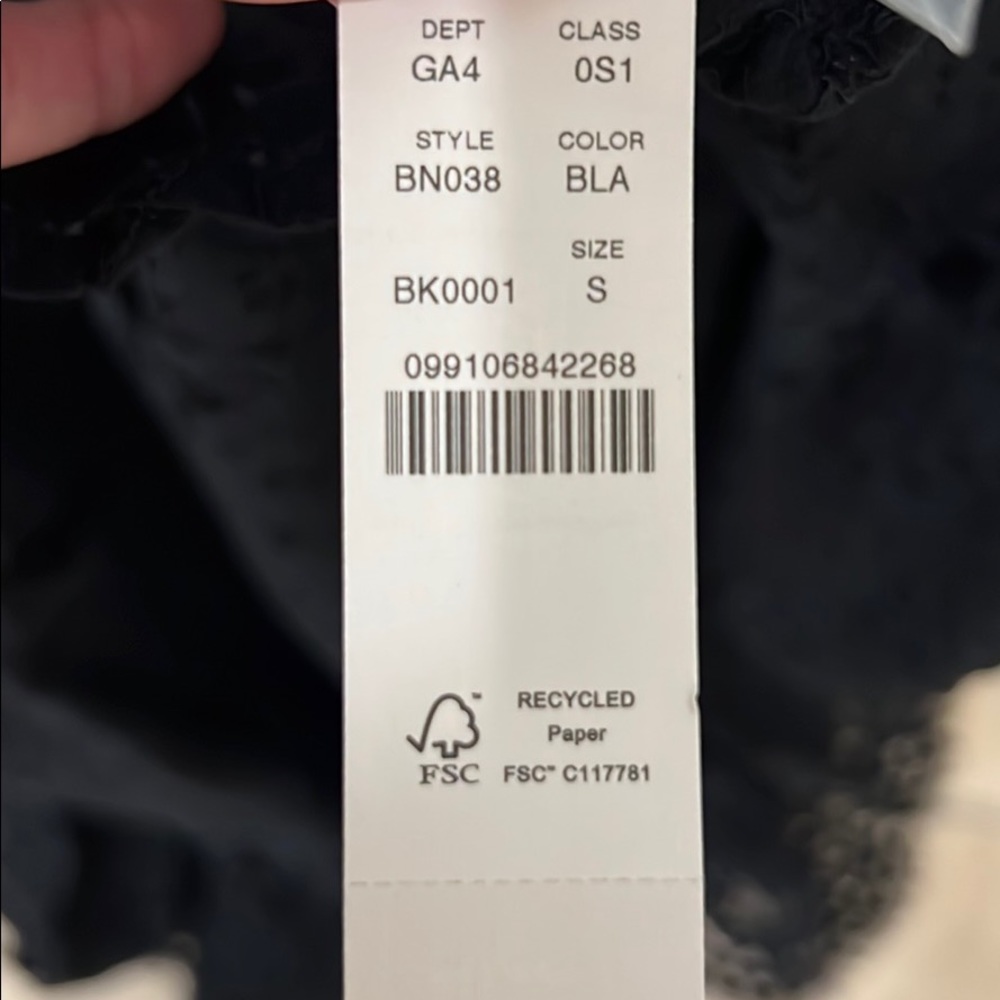 DEPT CLASS
GA4 0S1
STYLE COLOR
BN038 BLA
SIZE
BK0001 S
099106842268
RECYCLED
Paper
FSC FSC™ C117781